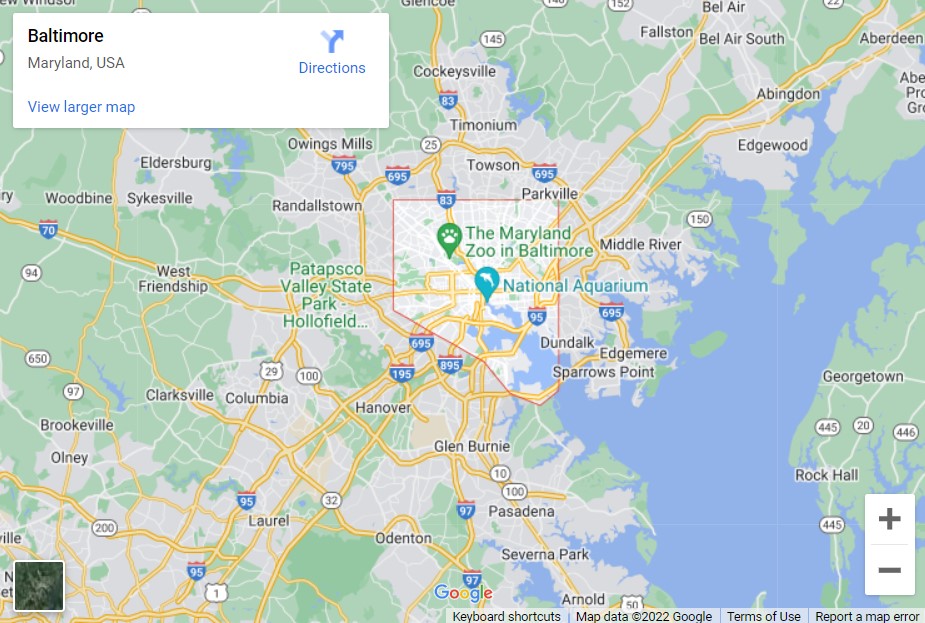 Glencoe
152
Bel Air
22
Baltimore
Maryland, USA
Directions
View larger map
145
Fallston
Bel Air South
Aberdeen
Cockeysville
83
Abingdon
Timonium
Owings Mills
25
Edgewood
Eldersburg
795
695
Towson
695
Woodbine
Sykesville
Randallstown
83
Parkville
70
150
The Maryland
Zoo in Baltimore
Middle River
94
West
Friendship
Patapsco
Valley State
Park -
Hollofield...
National Aquarium
95
695
650
695
Dundalk
Edgemere
29
100
195
895
Sparrows Point
Georgetown
97
Clarksville
Columbia
Hanover
Brookeville
445
20
446
Olney
Glen Burnie
10
Rock Hall
95
32
100
97
Pasadena
200
Laurel
445
Odenton
Severna Park
95
97
1
Google
Arnold
50
Keyboard shortcuts
Map data ©2022 Google
Terms of Use
Report a map error